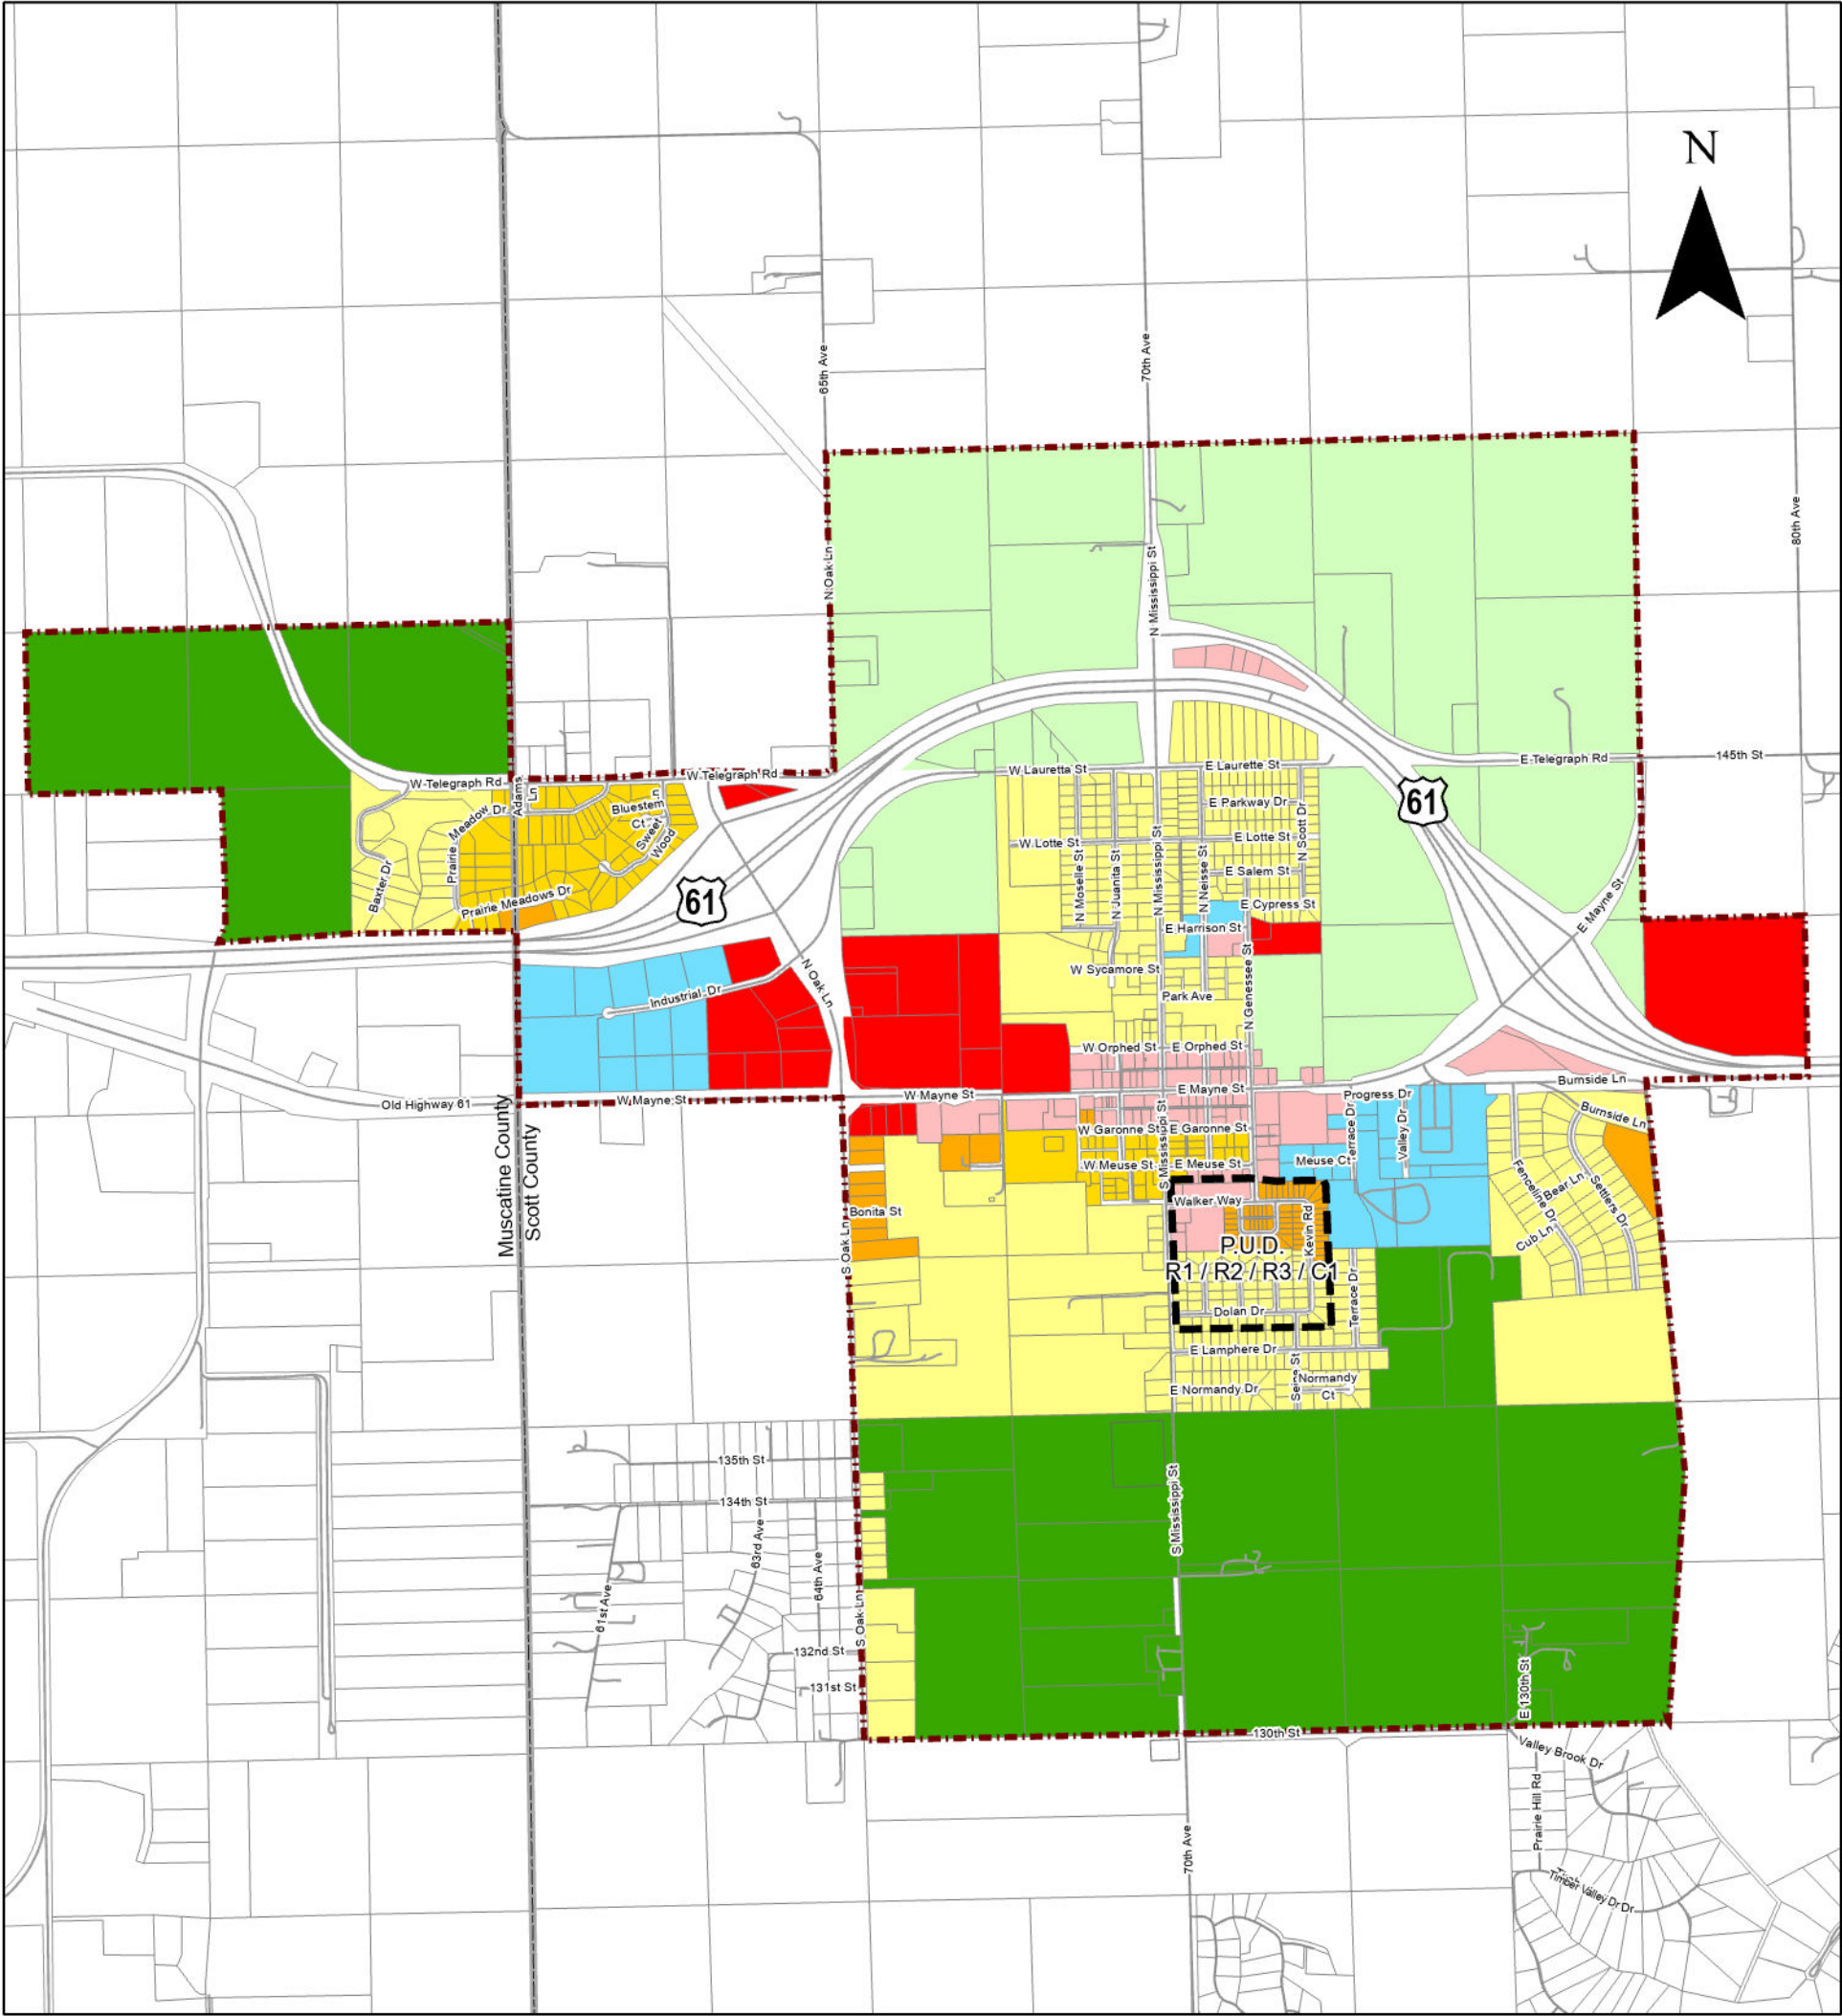 N
65th Ave
70th Ave
80th Ave
N Oak Ln
N Mississippi St
W Telegraph Rd
W Telegraph Rd
E Telegraph Rd
145th St
W Lauretta St
E Laurette St
Adams
Ln
Bluestem
Ct
Sweet
Wood
Ln
Meadow Dr
Prairie
Baxter Dr
Prairie Meadows Dr
61
61
E Parkway Dr
N Scott Dr
W Lotte St
E Lotte St
N Moselle St
N Juanita St
N Mississippi St
N Neisse St
E Salem St
E Cypress St
E Harrison St
E Mayne St
W Sycamore St
Park Ave
N Genessee St
Industrial Dr
N Oak Ln
W Orphed St
E Orphed St
Old Highway 61
W Mayne St
W Mayne St
E Mayne St
Burnside Ln
Burnside Ln
Progress Dr
Terrace Dr
Valley Dr
W Garonne St
E Garonne St
S Mississippi St
W Meuse St
E Meuse St
Meuse Ct
Muscatine County
Scott County
Walker Way
Bonita St
S Oak Ln
Kevin Rd
P.U.D.
R1 / R2 / R3 / C1
Fenceline Dr
Bear Ln
Settlers Dr
Cub Ln
Dolan Dr
Terrace Dr
E Lamphere Dr
E Normandy Dr
Normandy
Ct
135th St
134th St
63rd Ave
64th Ave
61st Ave
S Oak Ln
S Mississippi St
132nd St
131st St
E 130th St
130th St
Valley Brook Dr
Prairie Hill Rd
70th Ave
Timber Valley Dr Dr